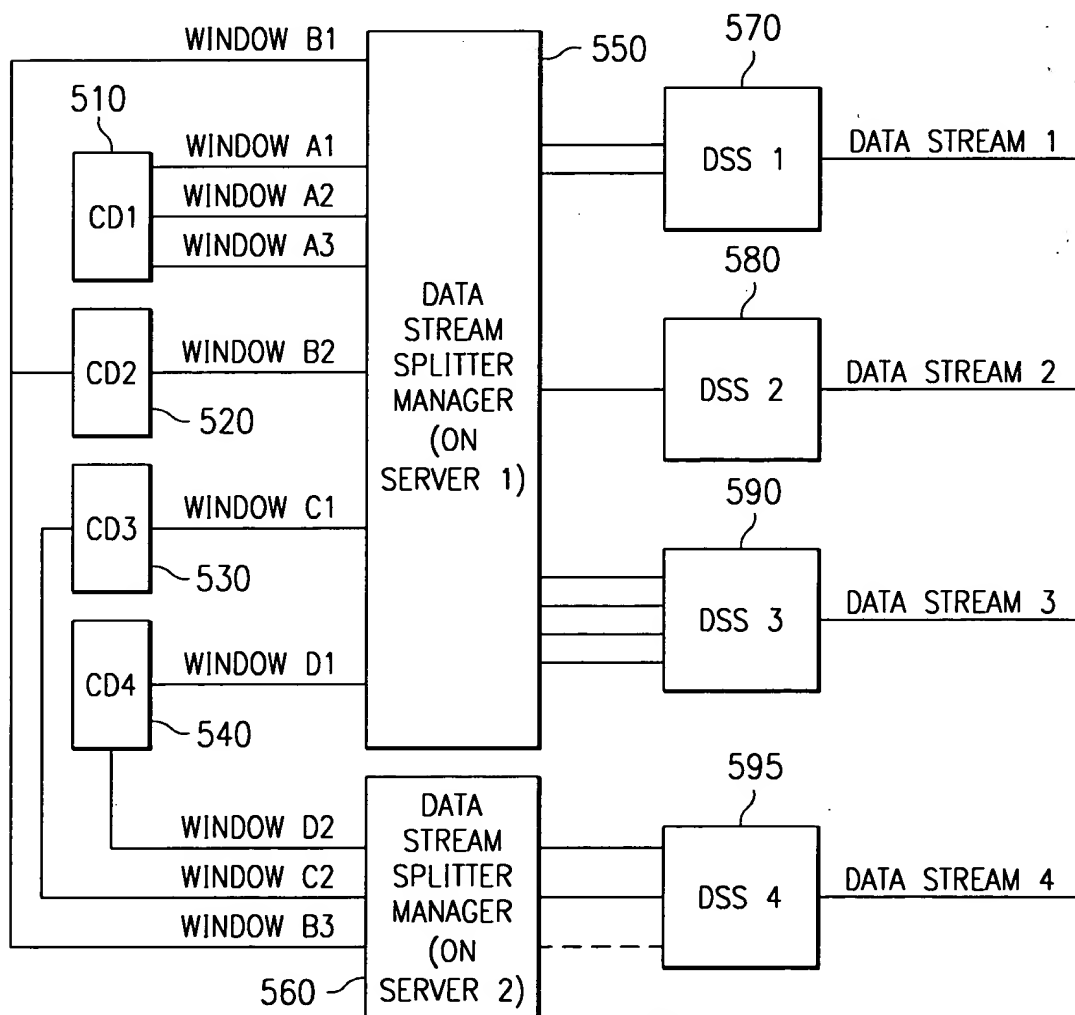 WINDOW B1
550
570
510
WINDOW A1
DATA STREAM 1
CD1
WINDOW A2
DSS 1
WINDOW A3
580
DATA
STREAM
SPLITTER
MANAGER
(ON
SERVER 1)
CD2
WINDOW B2
DSS 2
DATA STREAM 2
520
590
CD3
WINDOW C1
530
DSS 3
DATA STREAM 3
CD4
WINDOW D1
540
595
DATA
STREAM
SPLITTER
MANAGER
(ON
SERVER 2)
WINDOW D2
WINDOW C2
DSS 4
DATA STREAM 4
WINDOW B3
560